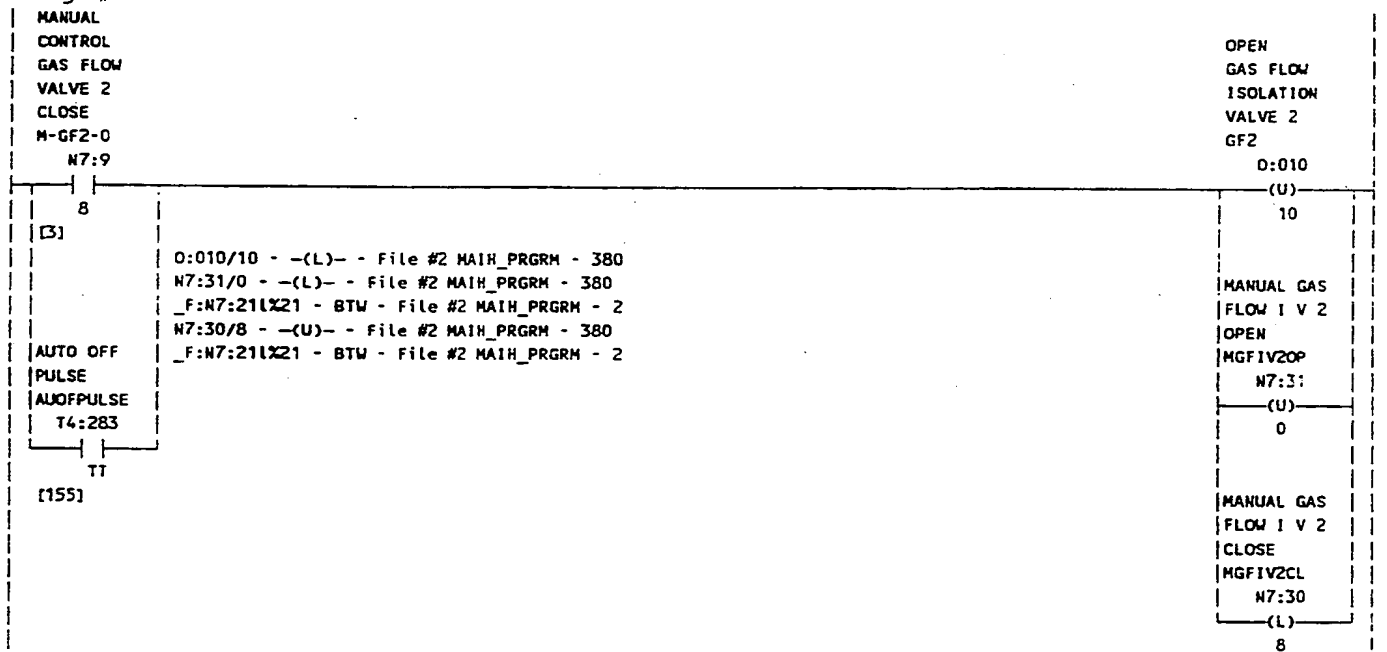 MANUAL
CONTROL
GAS FLOW
VALVE 2
CLOSE
M-GF2-0
N7:9
8
[3]
OPEN
GAS FLOW
ISOLATION
VALVE 2
GF2
O:010
(U)
10
O:010/10 - -(L)- - File #2 MAIN_PRGRM - 380
N7:31/0 - -(L)- - File #2 MAIN_PRGRM - 380
_F:N7:211%21 - BTW - File #2 MAIN_PRGRM - 2
N7:30/8 - -(U)- - File #2 MAIN_PRGRM - 380
_F:N7:211%21 - BTW - File #2 MAIN_PRGRM - 2
AUTO OFF
PULSE
AUOFPULSE
T4:283
TT
[155]
MANUAL GAS
FLOW I V 2
OPEN
MGFIV2OP
N7:31
(U)
0
MANUAL GAS
FLOW I V 2
CLOSE
MGFIV2CL
N7:30
(L)
8